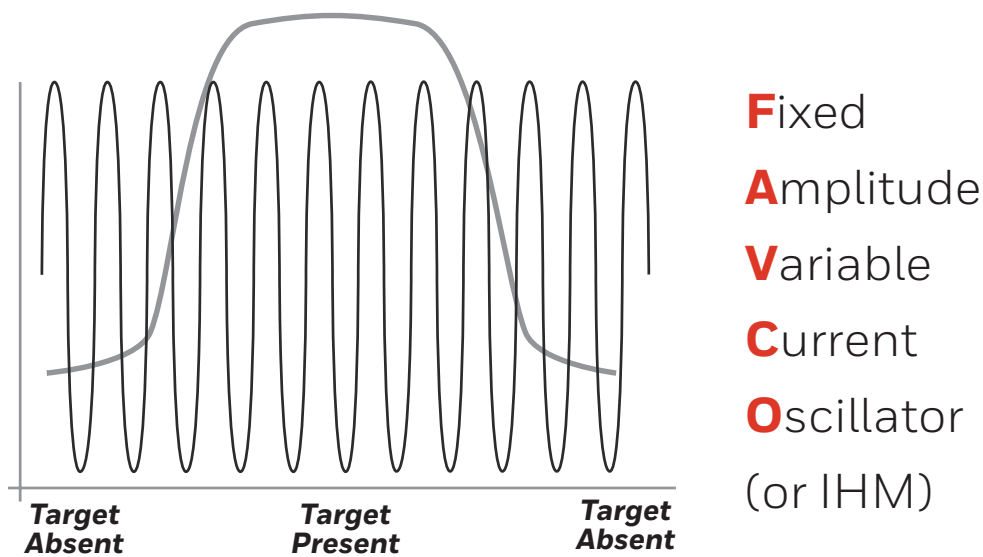 Fixed
Amplitude
Variable
Current
Oscillator
(or IHM)
Target
Absent
Target
Present
Target
Absent